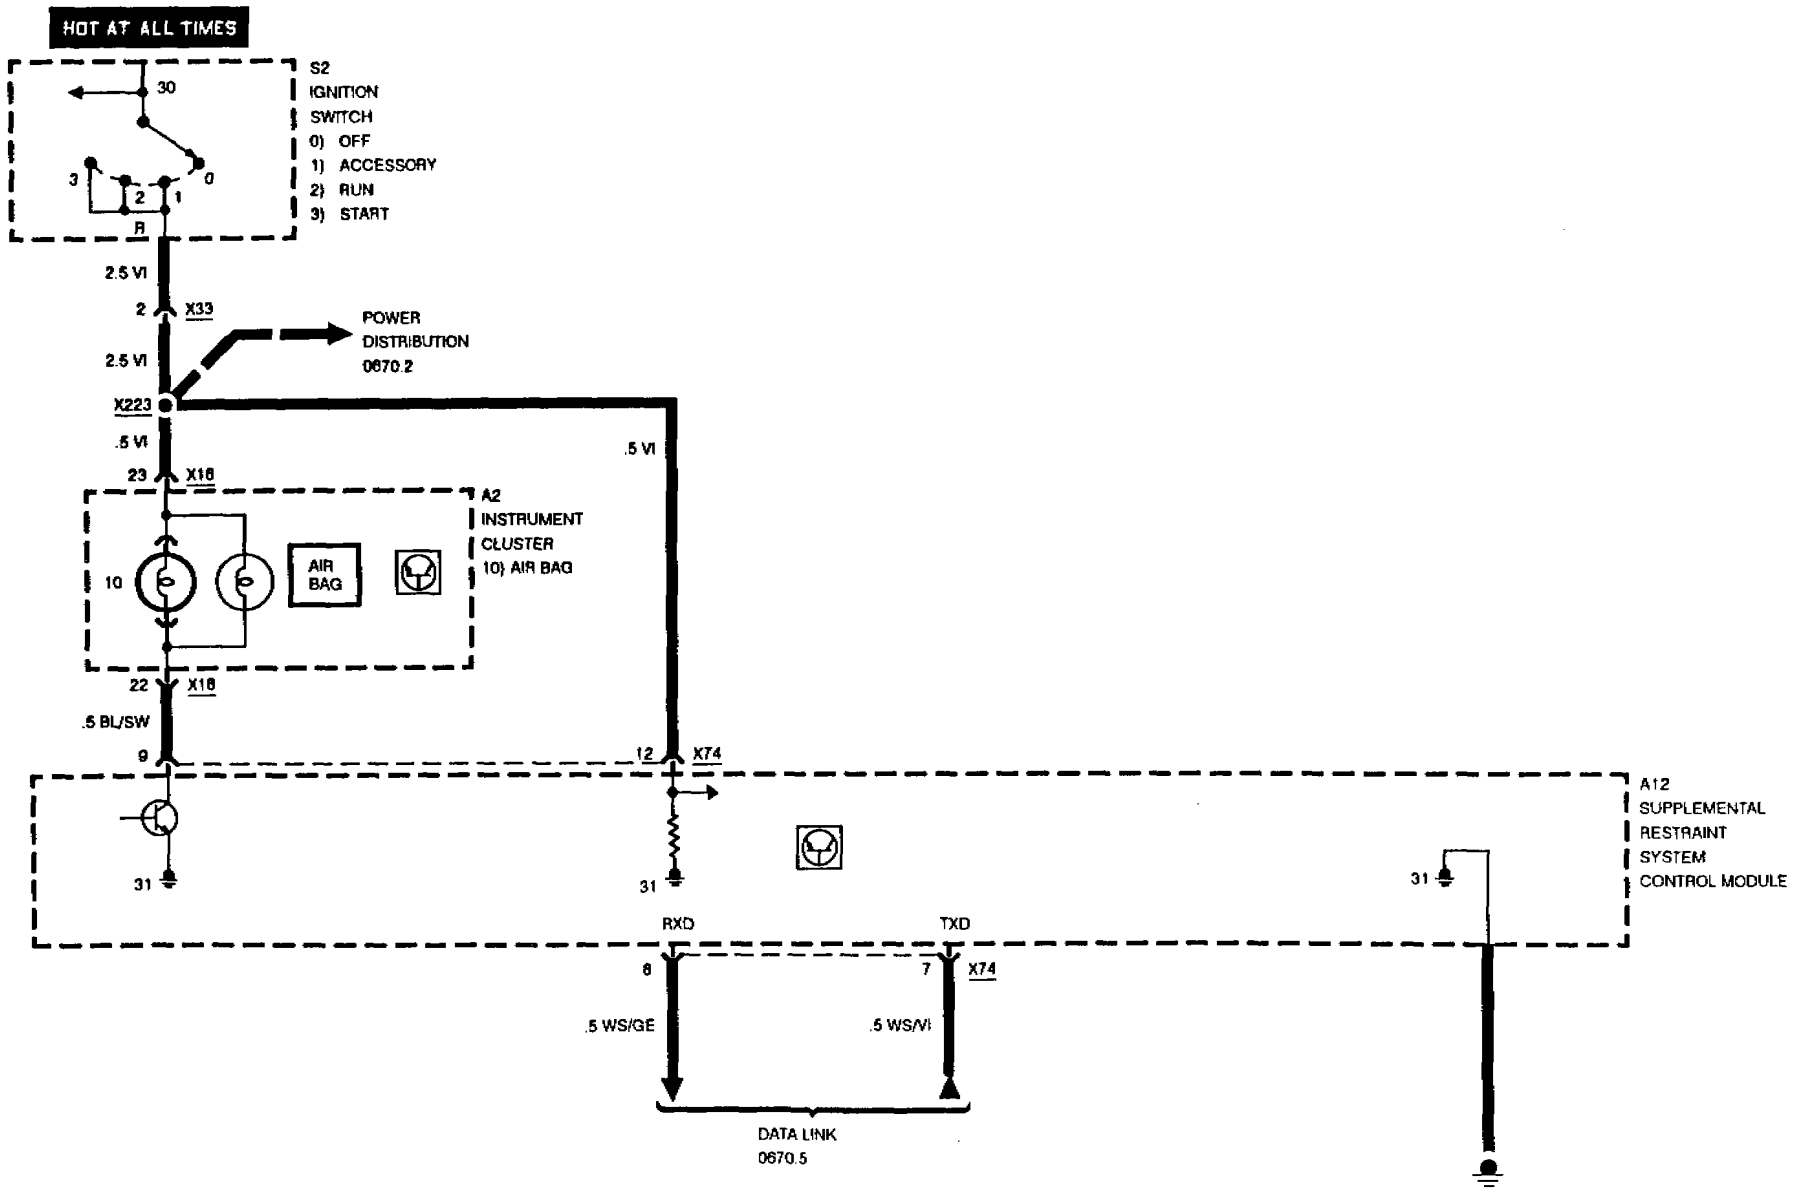 HOT AT ALL TIMES
30
3
2
1
0
R
S2
IGNITION
SWITCH
0) OFF
1) ACCESSORY
2) RUN
3) START
2.5 VI
2 X33
2.5 VI
POWER
DISTRIBUTION
0670.2
X223
.5 VI
.5 VI
23 X16
A2
INSTRUMENT
CLUSTER
10) AIR BAG
10
AIR
BAG
22 X16
.5 BL/SW
9
12 X74
31
31
31
A12
SUPPLEMENTAL
RESTRAINT
SYSTEM
CONTROL MODULE
RXD
TXD
8
7 X74
.5 WS/GE
.5 WS/VI
DATA LINK
0670.5